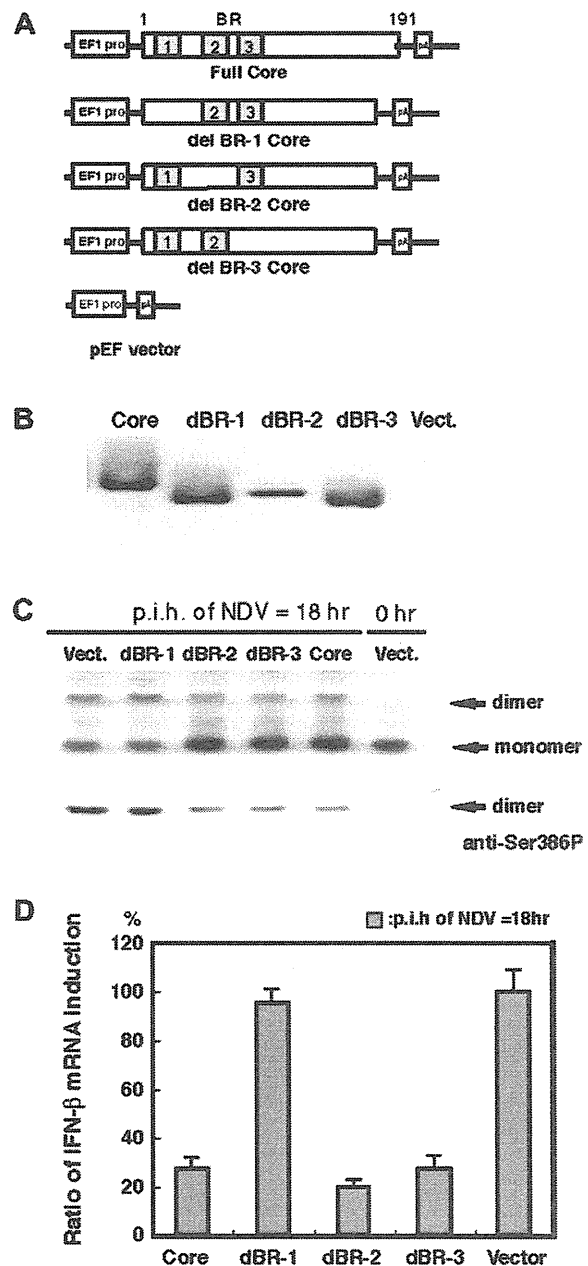 A
1 BR 191
EF1 pro 1 2 3 pA
Full Core
EF1 pro 2 3 pA
del BR-1 Core
EF1 pro 1 3 pA
del BR-2 Core
EF1 pro 1 2 pA
del BR-3 Core
EF1 pro pA
pEF vector
B
Core dBR-1 dBR-2 dBR-3 Vect.
C
p.i.h. of NDV = 18 hr 0 hr
Vect. dBR-1 dBR-2 dBR-3 Core Vect.
dimer
monomer
dimer
anti-Ser386P
D
% :p.i.h of NDV =18hr
Ratio of IFN-β mRNA induction
120
100
80
60
40
20
0
Core dBR-1 dBR-2 dBR-3 Vector